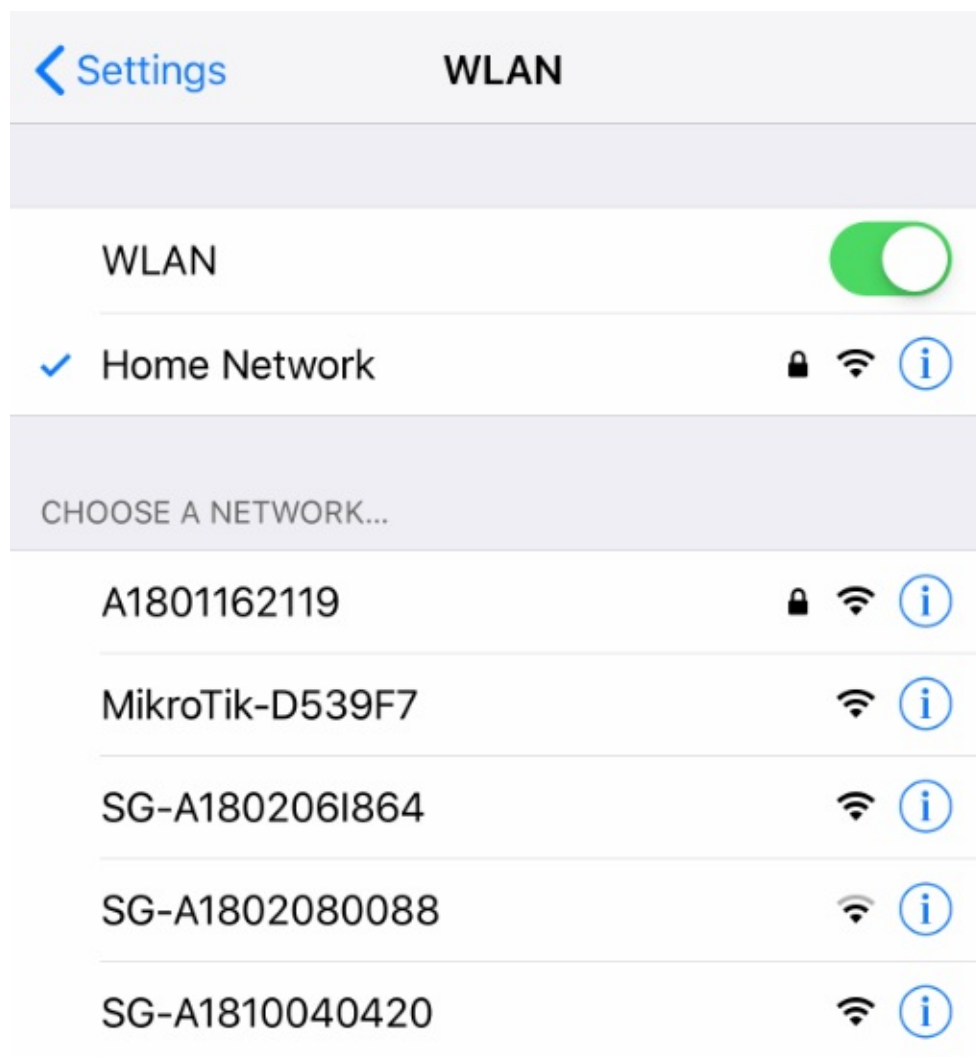 Settings WLAN
WLAN
Home Network
CHOOSE A NETWORK...
A1801162119
MikroTik-D539F7
SG-A180206I864
SG-A1802080088
SG-A1810040420